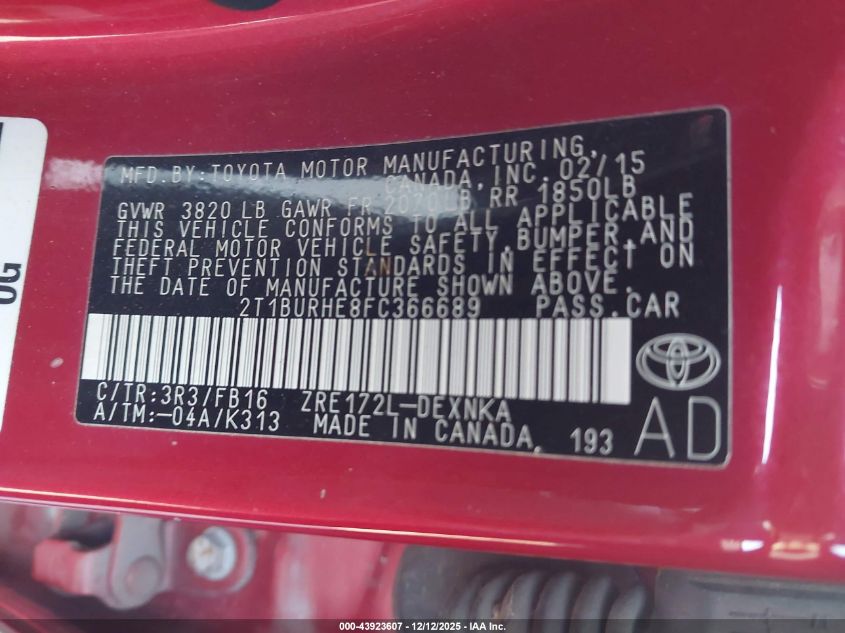 MFD.BY:TOYOTA MOTOR MANUFACTURING,
CANADA, INC. 02/15
GVWR 3820 LB GAWR FR 2070LB RR 1850LB
THIS VEHICLE CONFORMS TO ALL APPLICABLE
FEDERAL MOTOR VEHICLE SAFETY,BUMPER,AND
THEFT PREVENTION STANDARDS IN EFFECT ON
THE DATE OF MANUFACTURE SHOWN ABOVE.
2T1BURHE8FC366689 PASS.CAR
C/TR:3R3/FB16 ZRE172L-DEXNKA
A/TM:-04A/K313 MADE IN CANADA. 193
AD
OG
000-43923607 - 12/12/2025 - IAA Inc.